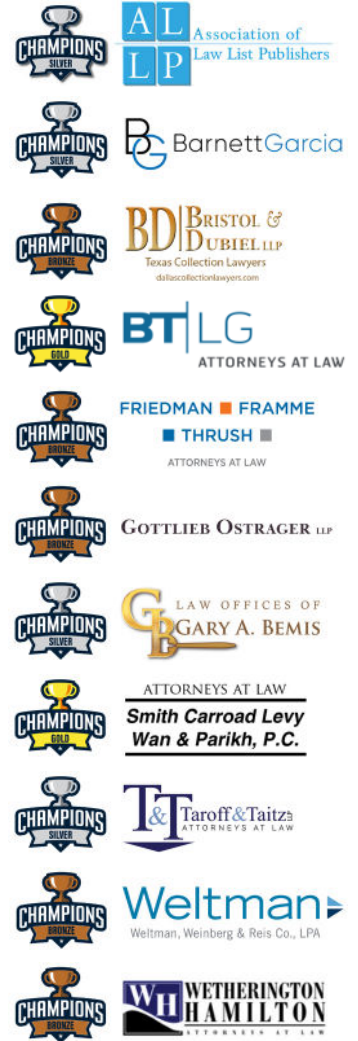 CHAMPIONS
SILVER
AL
LP
Association of
Law List Publishers
CHAMPIONS
SILVER
BG
BarnettGarcia
CHAMPIONS
BRONZE
BD
BRISTOL &
DUBIEL LLP
Texas Collection Lawyers
dallascollectionlawyers.com
CHAMPIONS
GOLD
BT|LG
ATTORNEYS AT LAW
CHAMPIONS
BRONZE
FRIEDMAN FRAMME
THRUSH
ATTORNEYS AT LAW
CHAMPIONS
BRONZE
GOTTLIEB OSTRAGER LLP
CHAMPIONS
SILVER
GB
LAW OFFICES OF
GARY A. BEMIS
CHAMPIONS
GOLD
ATTORNEYS AT LAW
Smith Carroad Levy
Wan & Parikh, P.C.
CHAMPIONS
SILVER
T&T
Taroff & Taitz LLP
ATTORNEYS AT LAW
CHAMPIONS
BRONZE
Weltman
Weltman, Weinberg & Reis Co., LPA
CHAMPIONS
BRONZE
WH
WETHERINGTON
HAMILTON
ATTORNEYS AT LAW